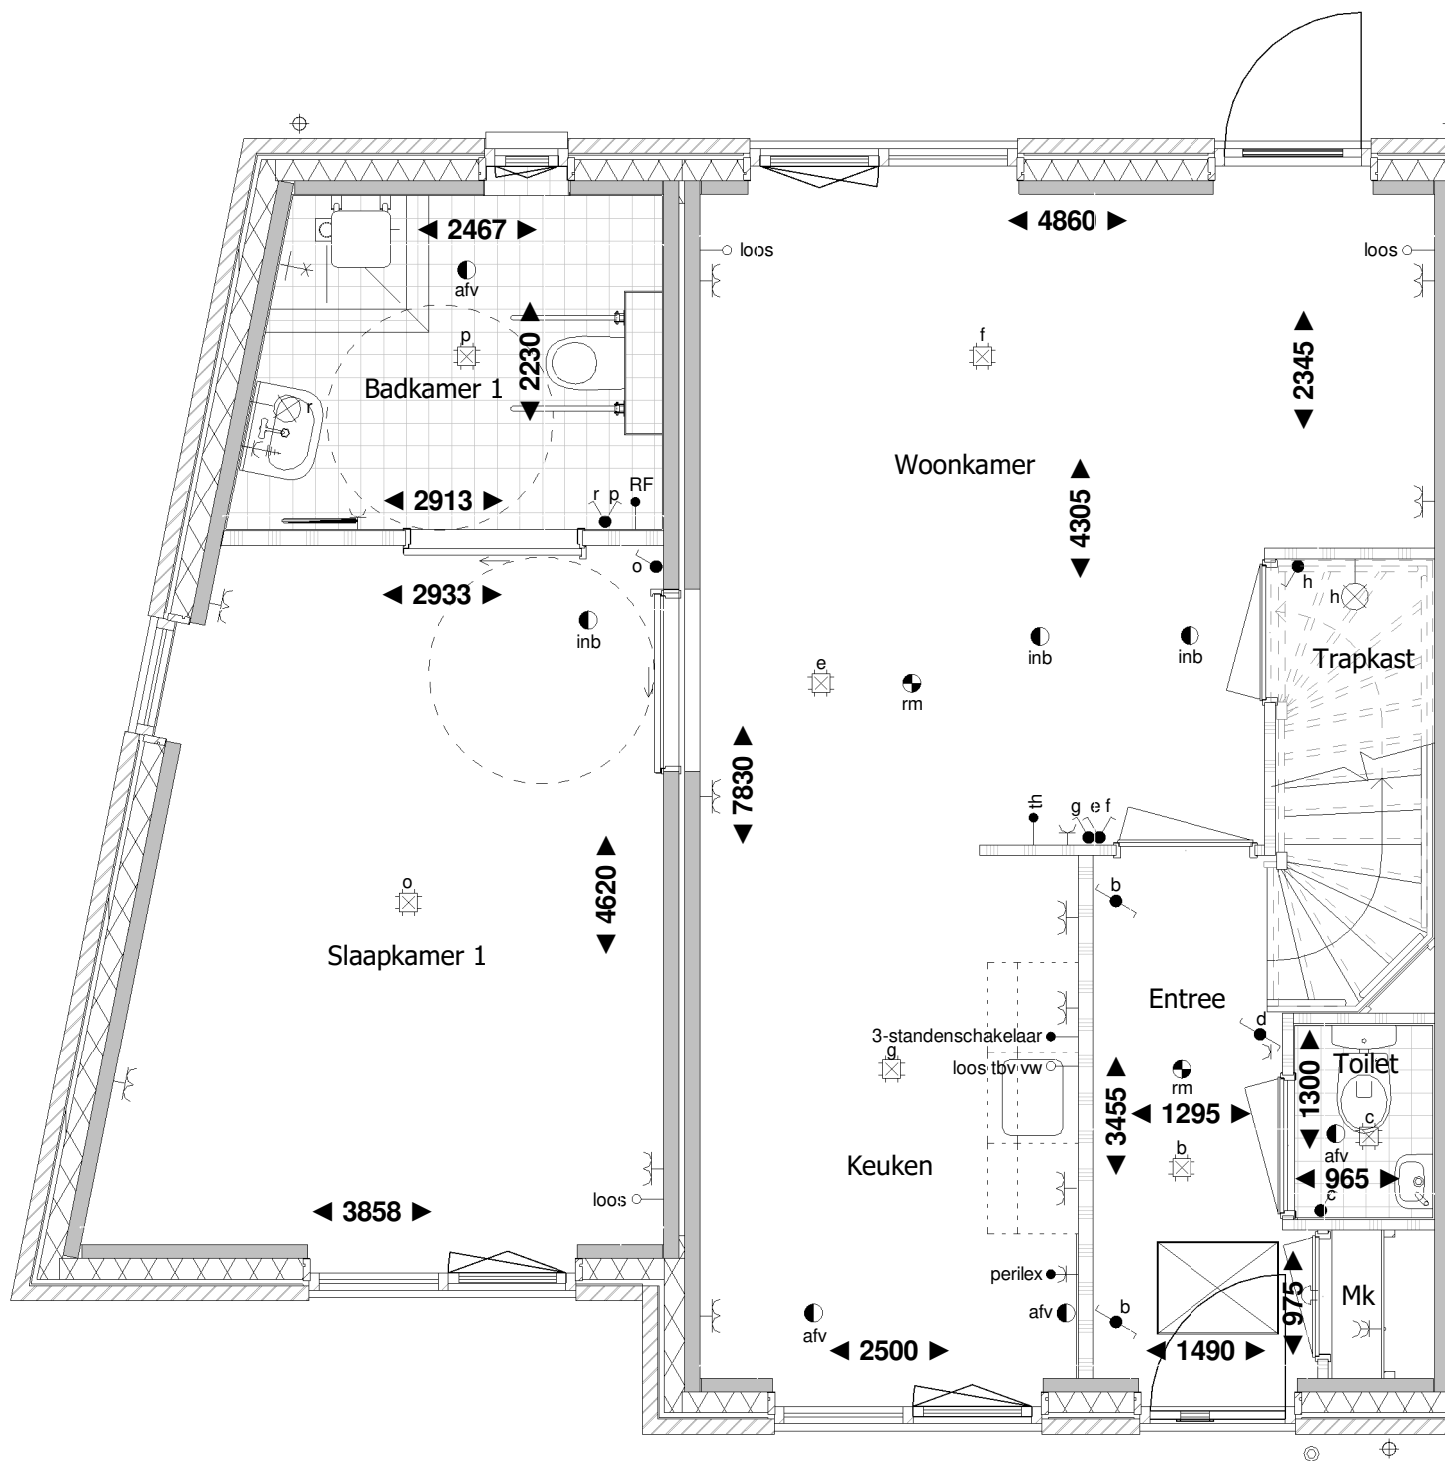 2467
4860
loos
loos
afv
p
f
2230
2345
Badkamer 1
r
Woonkamer
4305
RF
2913
r p
o
h
h
2933
inb
inb
inb
Trapkast
e
rm
7830
th
g e f
4620
o
b
Slaapkamer 1
Entree
d
3-standenschakelaar
g
loos tbv vw
Toilet
1300
rm
3455
1295
c
afv
b
Keuken
965
c
loos
3858
perilex
975
Mk
afv
afv
b
2500
1490